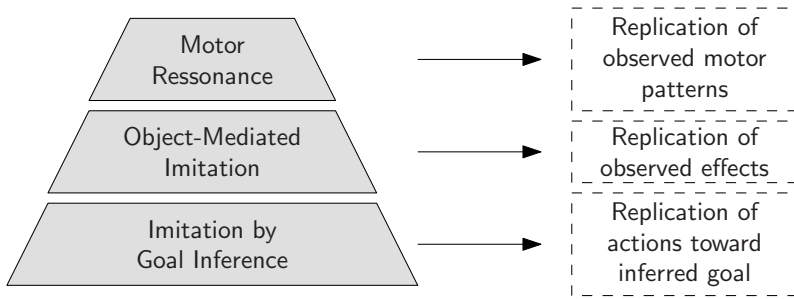 Motor
Ressonance
Replication of
observed motor
patterns
Object-Mediated
Imitation
Replication of
observed effects
Imitation by
Goal Inference
Replication of
actions toward
inferred goal